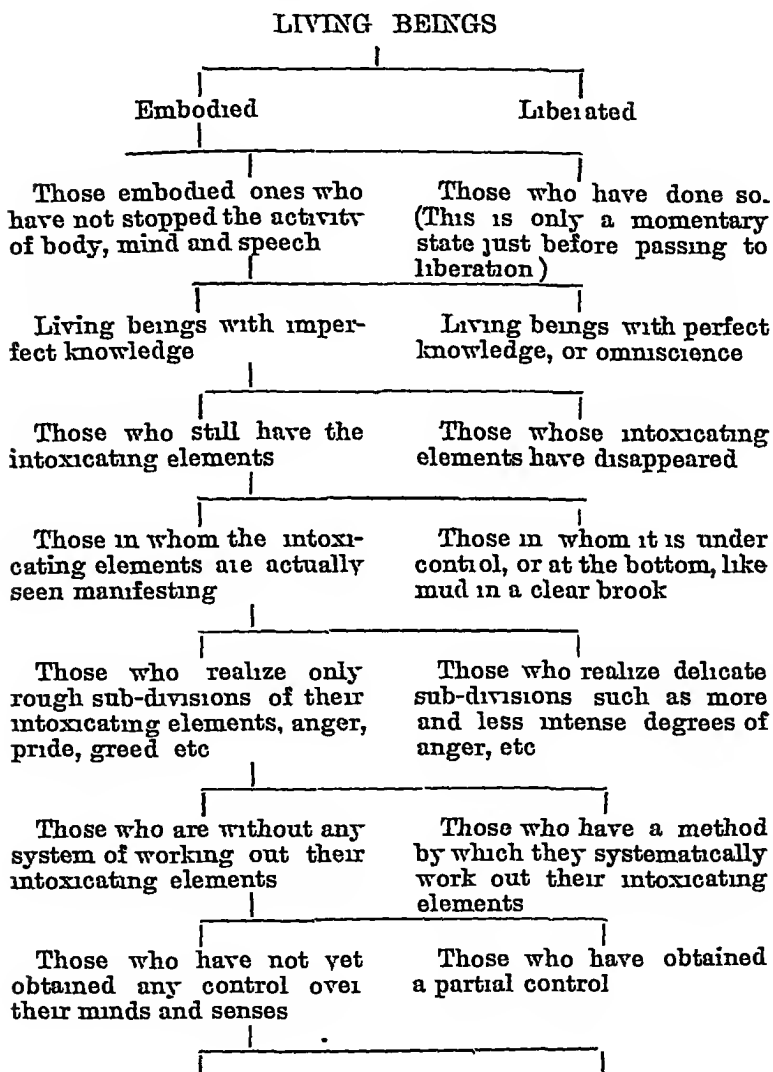 LIVING BEINGS
Embodied
Liberated
Those embodied ones who
have not stopped the activity
of body, mind and speech
Those who have done so.
(This is only a momentary
state just before passing to
liberation)
Living beings with imper-
fect knowledge
Living beings with perfect
knowledge, or omniscience
Those who still have the
intoxicating elements
Those whose intoxicating
elements have disappeared
Those in whom the intoxi-
cating elements are actually
seen manifesting
Those in whom it is under
control, or at the bottom, like
mud in a clear brook
Those who realize only
rough sub-divisions of their
intoxicating elements, anger,
pride, greed etc
Those who realize delicate
sub-divisions such as more
and less intense degrees of
anger, etc
Those who are without any
system of working out their
intoxicating elements
Those who have a method
by which they systematically
work out their intoxicating
elements
Those who have not yet
obtained any control over
their minds and senses
Those who have obtained
a partial control